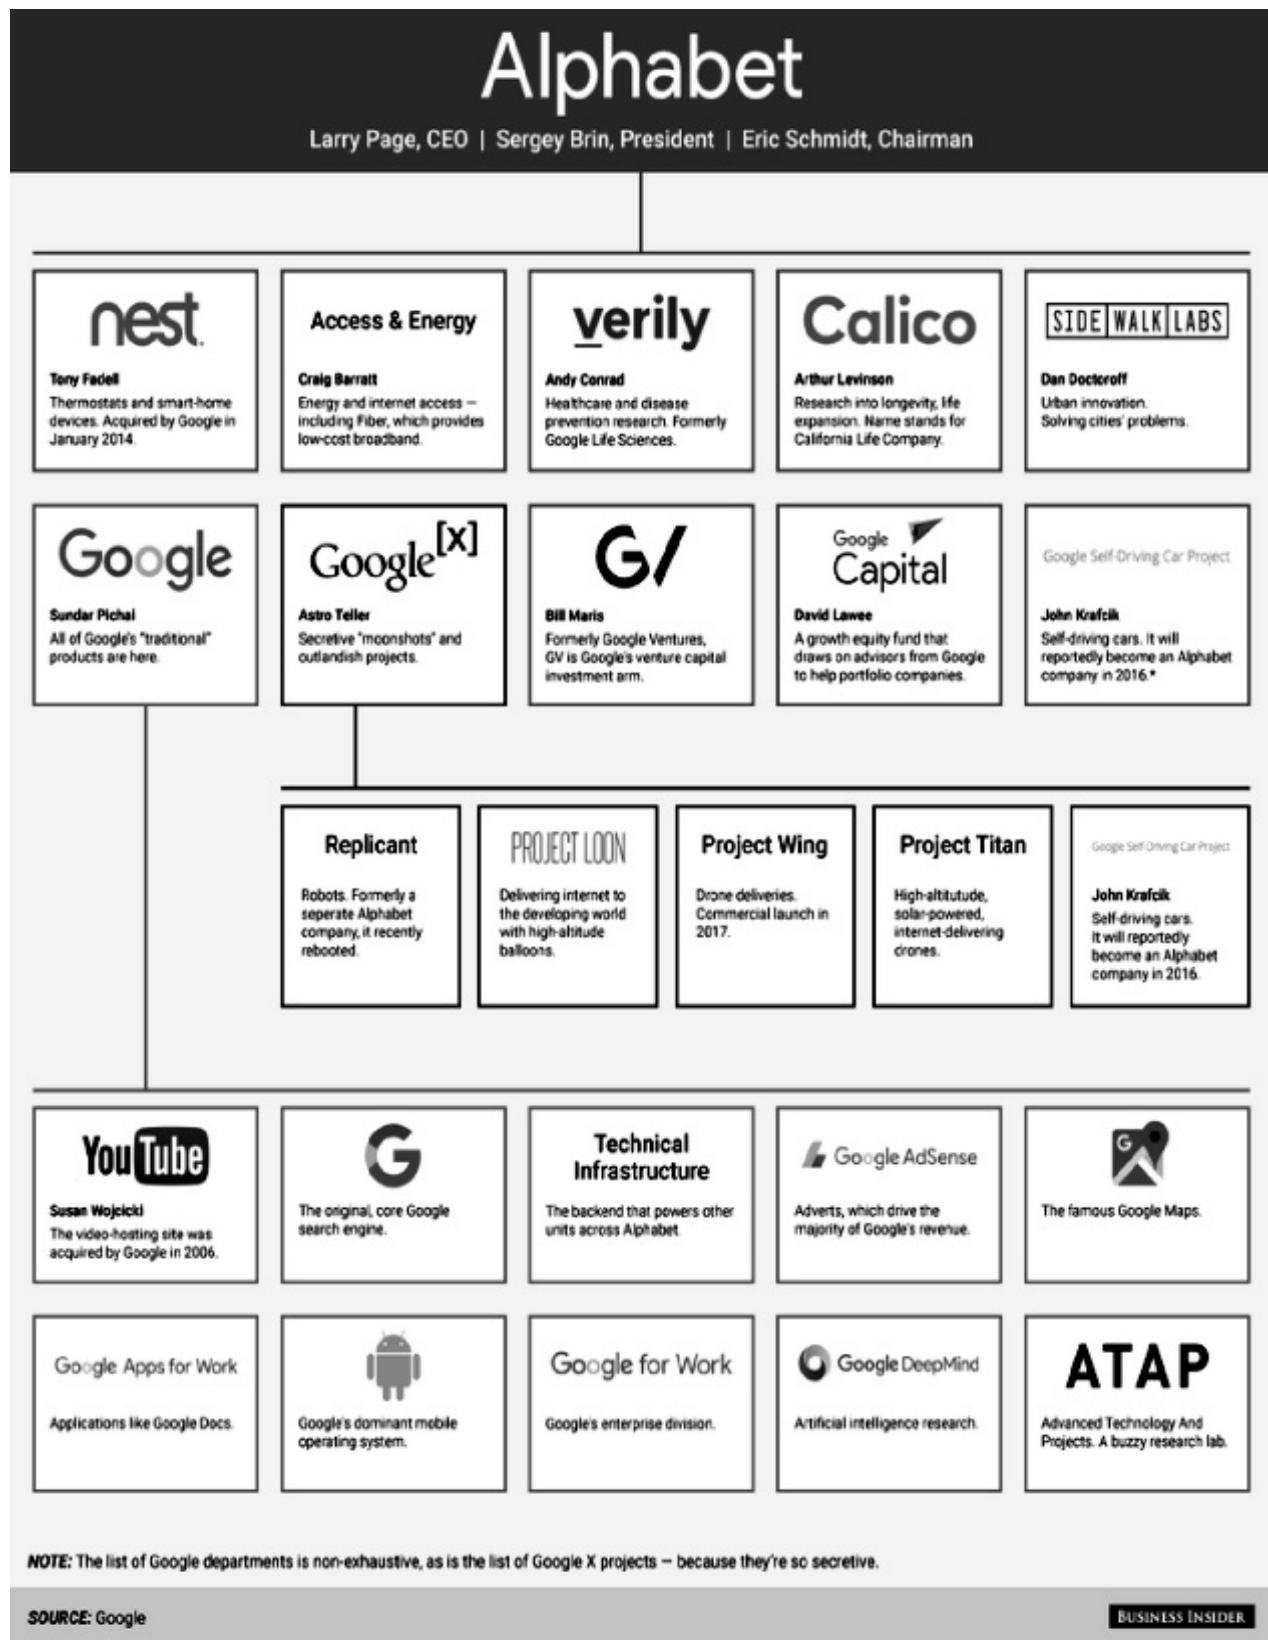 Alphabet
Larry Page, CEO | Sergey Brin, President | Eric Schmidt, Chairman
nest
Tony Fadell
Thermostats and smart-home
devices. Acquired by Google in
January 2014.
Access & Energy
Craig Barratt
Energy and internet access –
including Fiber, which provides
low-cost broadband.
verily
Andy Conrad
Healthcare and disease
prevention research. Formerly
Google Life Sciences.
Calico
Arthur Levinson
Research into longevity, life
expansion. Name stands for
California Life Company.
SIDE WALK LABS
Dan Doctoroff
Urban innovation.
Solving cities' problems.
Google
Sundar Pichai
All of Google's "traditional"
products are here.
Google[X]
Astro Teller
Secretive "moonshots" and
outlandish projects.
G/
Bill Maris
Formerly Google Ventures,
GV is Google's venture capital
investment arm.
Google
Capital
David Lawee
A growth equity fund that
draws on advisors from Google
to help portfolio companies.
Google Self-Driving Car Project
John Krafcik
Self-driving cars. It will
reportedly become an Alphabet
company in 2016.*
Replicant
Robots. Formerly a
seperate Alphabet
company, it recently
rebooted.
PROJECT LOON
Delivering internet to
the developing world
with high-altitude
balloons.
Project Wing
Drone deliveries.
Commercial launch in
2017.
Project Titan
High-altitutude,
solar-powered,
internet-delivering
drones.
Google Self-Driving Car Project
John Krafcik
Self-driving cars.
It will reportedly
become an Alphabet
company in 2016.
YouTube
Susan Wojcicki
The video-hosting site was
acquired by Google in 2006.
G
The original, core Google
search engine.
Technical
Infrastructure
The backend that powers other
units across Alphabet.
Google AdSense
Adverts, which drive the
majority of Google's revenue.
G
The famous Google Maps.
Google Apps for Work
Applications like Google Docs.
Google's dominant mobile
operating system.
Google for Work
Google's enterprise division.
Google DeepMind
Artificial intelligence research.
ATAP
Advanced Technology And
Projects. A buzzy research lab.
NOTE: The list of Google departments is non-exhaustive, as is the list of Google X projects – because they're so secretive.
SOURCE: Google
BUSINESS INSIDER